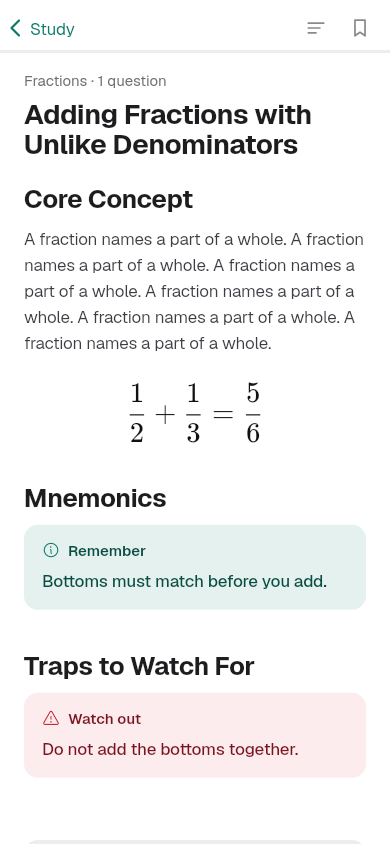 Study
Fractions · 1 question
Adding Fractions with
Unlike Denominators
Core Concept
A fraction names a part of a whole. A fraction
names a part of a whole. A fraction names a
part of a whole. A fraction names a part of a
whole. A fraction names a part of a whole. A
fraction names a part of a whole.
1/2 + 1/3 = 5/6
Mnemonics
Remember
Bottoms must match before you add.
Traps to Watch For
Watch out
Do not add the bottoms together.